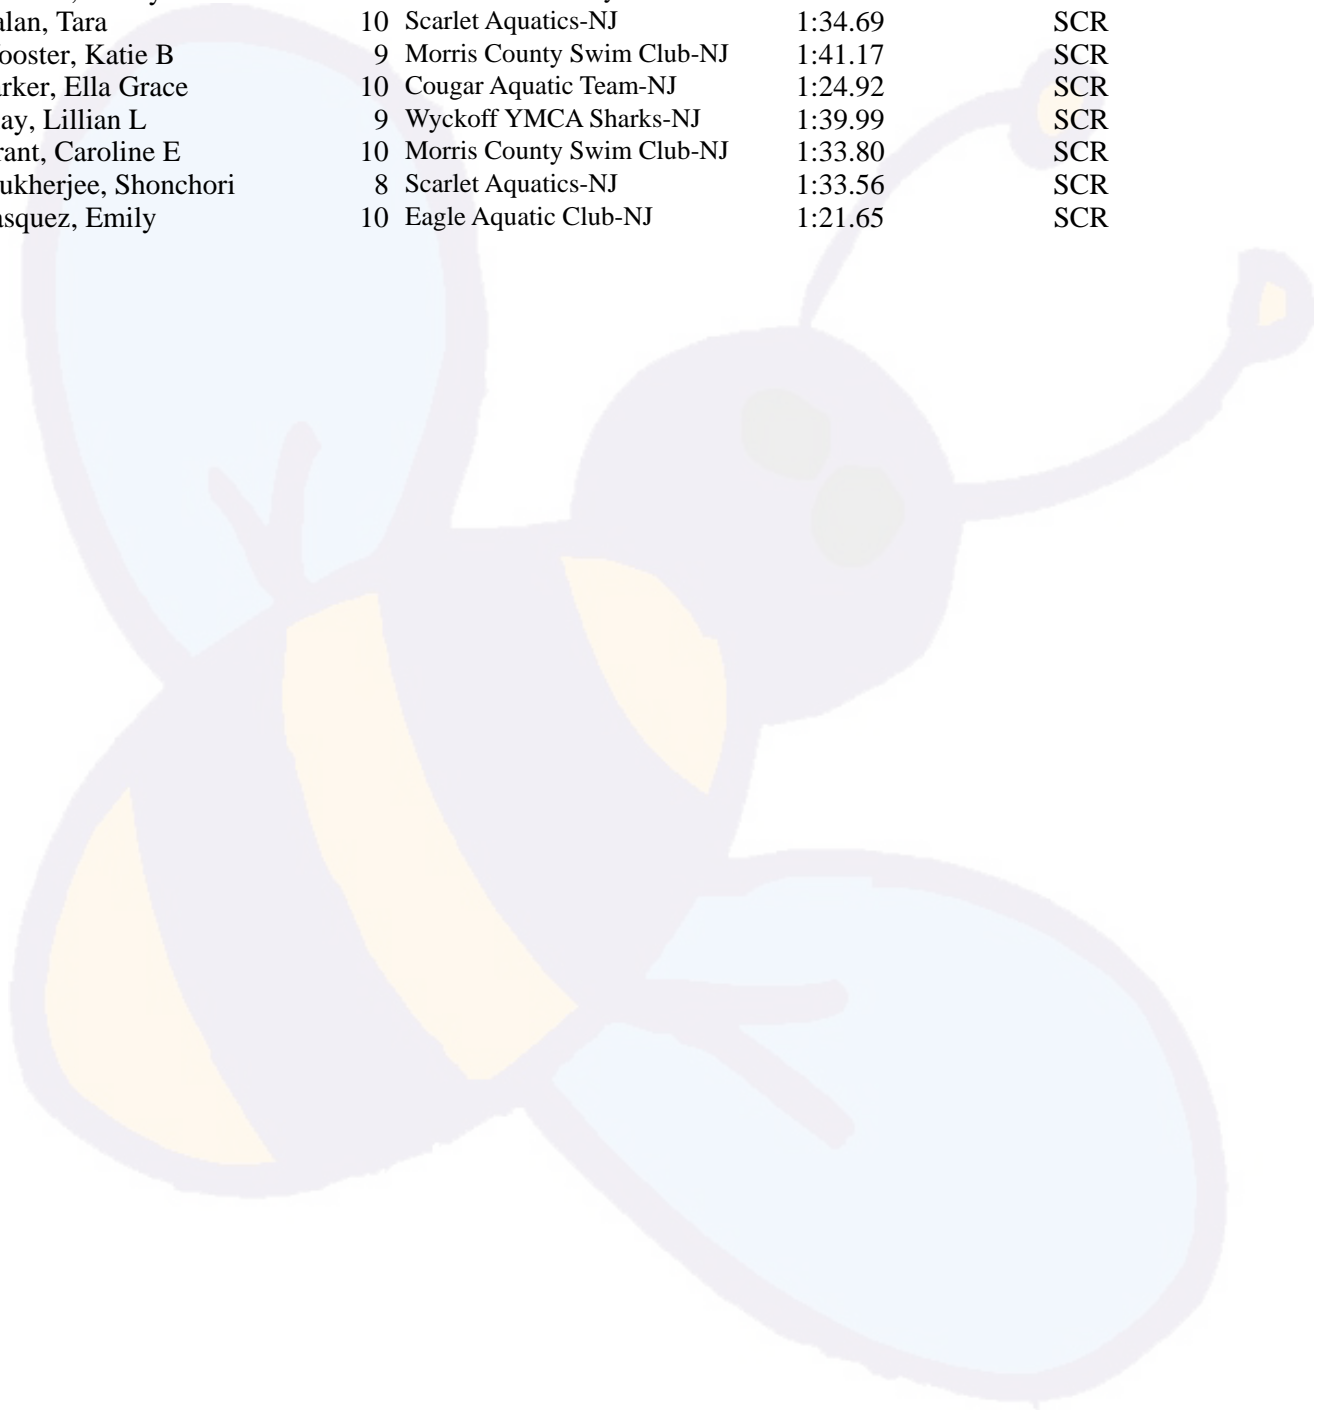 alan, Tara 10 Scarlet Aquatics-NJ 1:34.69 SCR
ooster, Katie B 9 Morris County Swim Club-NJ 1:41.17 SCR
arker, Ella Grace 10 Cougar Aquatic Team-NJ 1:24.92 SCR
ay, Lillian L 9 Wyckoff YMCA Sharks-NJ 1:39.99 SCR
rant, Caroline E 10 Morris County Swim Club-NJ 1:33.80 SCR
ukherjee, Shonchori 8 Scarlet Aquatics-NJ 1:33.56 SCR
asquez, Emily 10 Eagle Aquatic Club-NJ 1:21.65 SCR